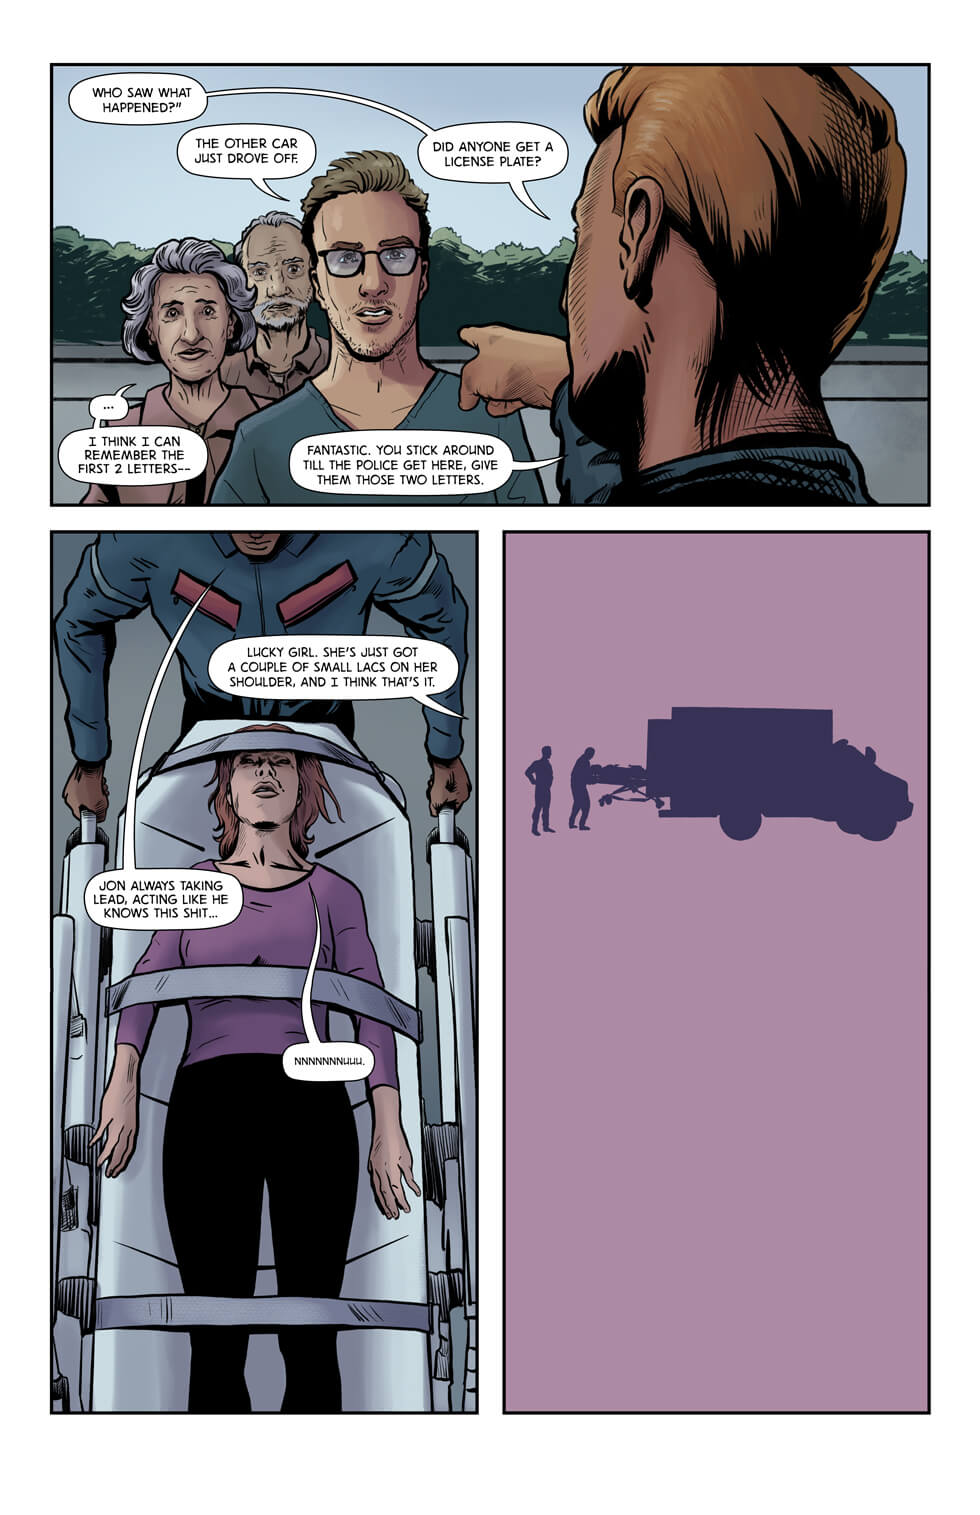 WHO SAW WHAT
HAPPENED?"
THE OTHER CAR
JUST DROVE OFF.
DID ANYONE GET A
LICENSE PLATE?
...
I THINK I CAN
REMEMBER THE
FIRST 2 LETTERS--
FANTASTIC. YOU STICK AROUND
TILL THE POLICE GET HERE, GIVE
THEM THOSE TWO LETTERS.
LUCKY GIRL. SHE'S JUST GOT
A COUPLE OF SMALL LACS ON HER
SHOULDER, AND I THINK THAT'S IT.
JON ALWAYS TAKING
LEAD, ACTING LIKE HE
KNOWS THIS SHIT...
NNNNNNNUUU.